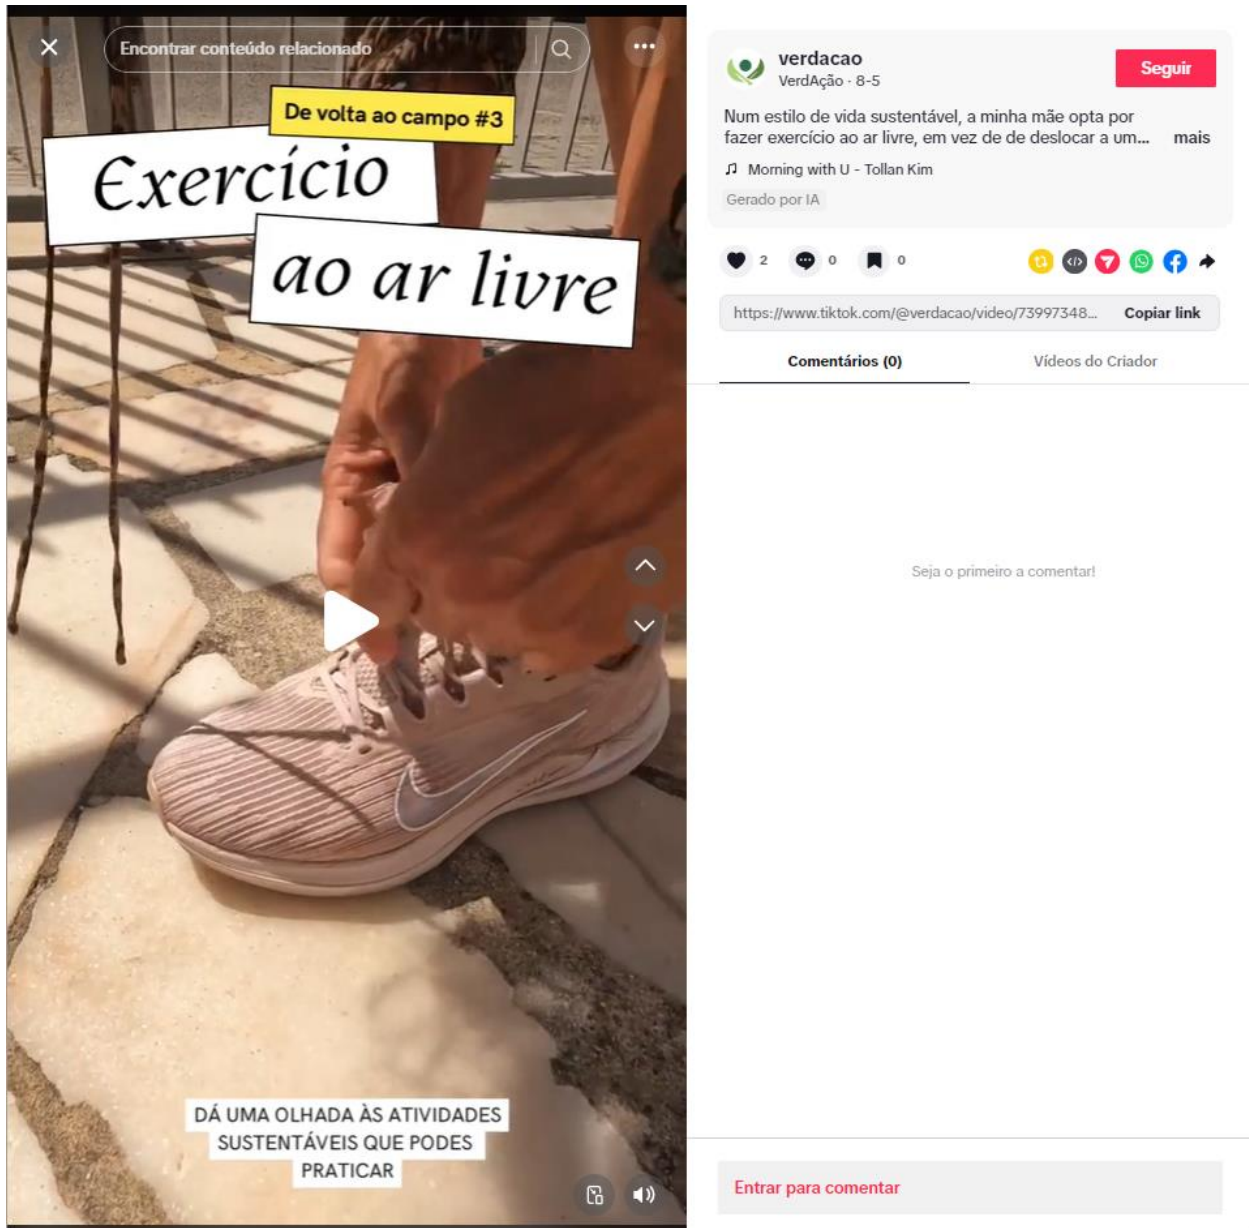 Encontrar conteúdo relacionado
De volta ao campo #3
Exercício
ao ar livre
DÁ UMA OLHADA ÀS ATIVIDADES
SUSTENTÁVEIS QUE PODES
PRATICAR
verdacao
VerdAção · 8-5
Seguir
Num estilo de vida sustentável, a minha mãe opta por
fazer exercício ao ar livre, em vez de de deslocar a um... mais
Morning with U - Tollan Kim
Gerado por IA
2 0 0
https://www.tiktok.com/@verdacao/video/73997348... Copiar link
Comentários (0) Vídeos do Criador
Seja o primeiro a comentar!
Entrar para comentar